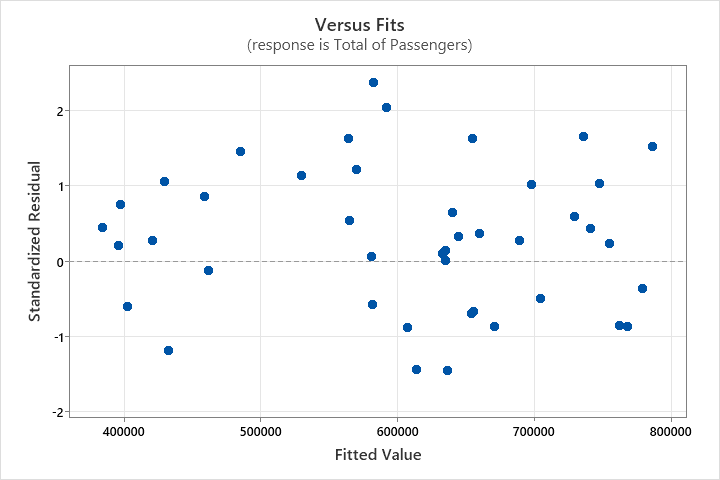 Versus Fits
(response is Total of Passengers)
Standardized Residual
2
1
0
-1
-2
400000 500000 600000 700000 800000
Fitted Value